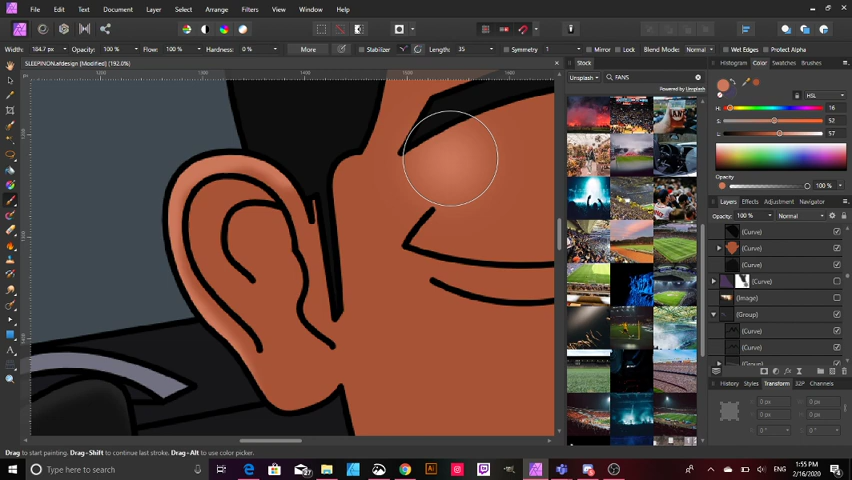 File Edit Text Document Layer Select Arrange Filters View Window Help
Width: 184.7 px Opacity: 100 % Flow: 100 % Hardness: 0 % More Stabilizer Length: 35 Symmetry 1 Mirror Lock Blend Mode: Normal Wet Edges Protect Alpha
SLEEPINON.afdesign [Modified] (192.0%)
Stock
Unsplash FANS
Powered by Unsplash
Histogram Color Swatches Brushes
HSL
H: 16
S: 52
L: 57
Opacity
100 %
Layers Effects Adjustment Navigator
Opacity: 100 % Normal
(Curve)
(Curve)
(Curve)
(Curve)
(Image)
(Group)
(Curve)
(Curve)
(Group)
History Styles Transform Channels
X: 0 px W: 0 px
Y: 0 px H: 0 px
R: 0 ° S: 0 °
Drag to start painting. Drag+Shift to continue last stroke. Drag+Alt to use color picker.
Type here to search
ENG
1:55 PM
2/16/2020